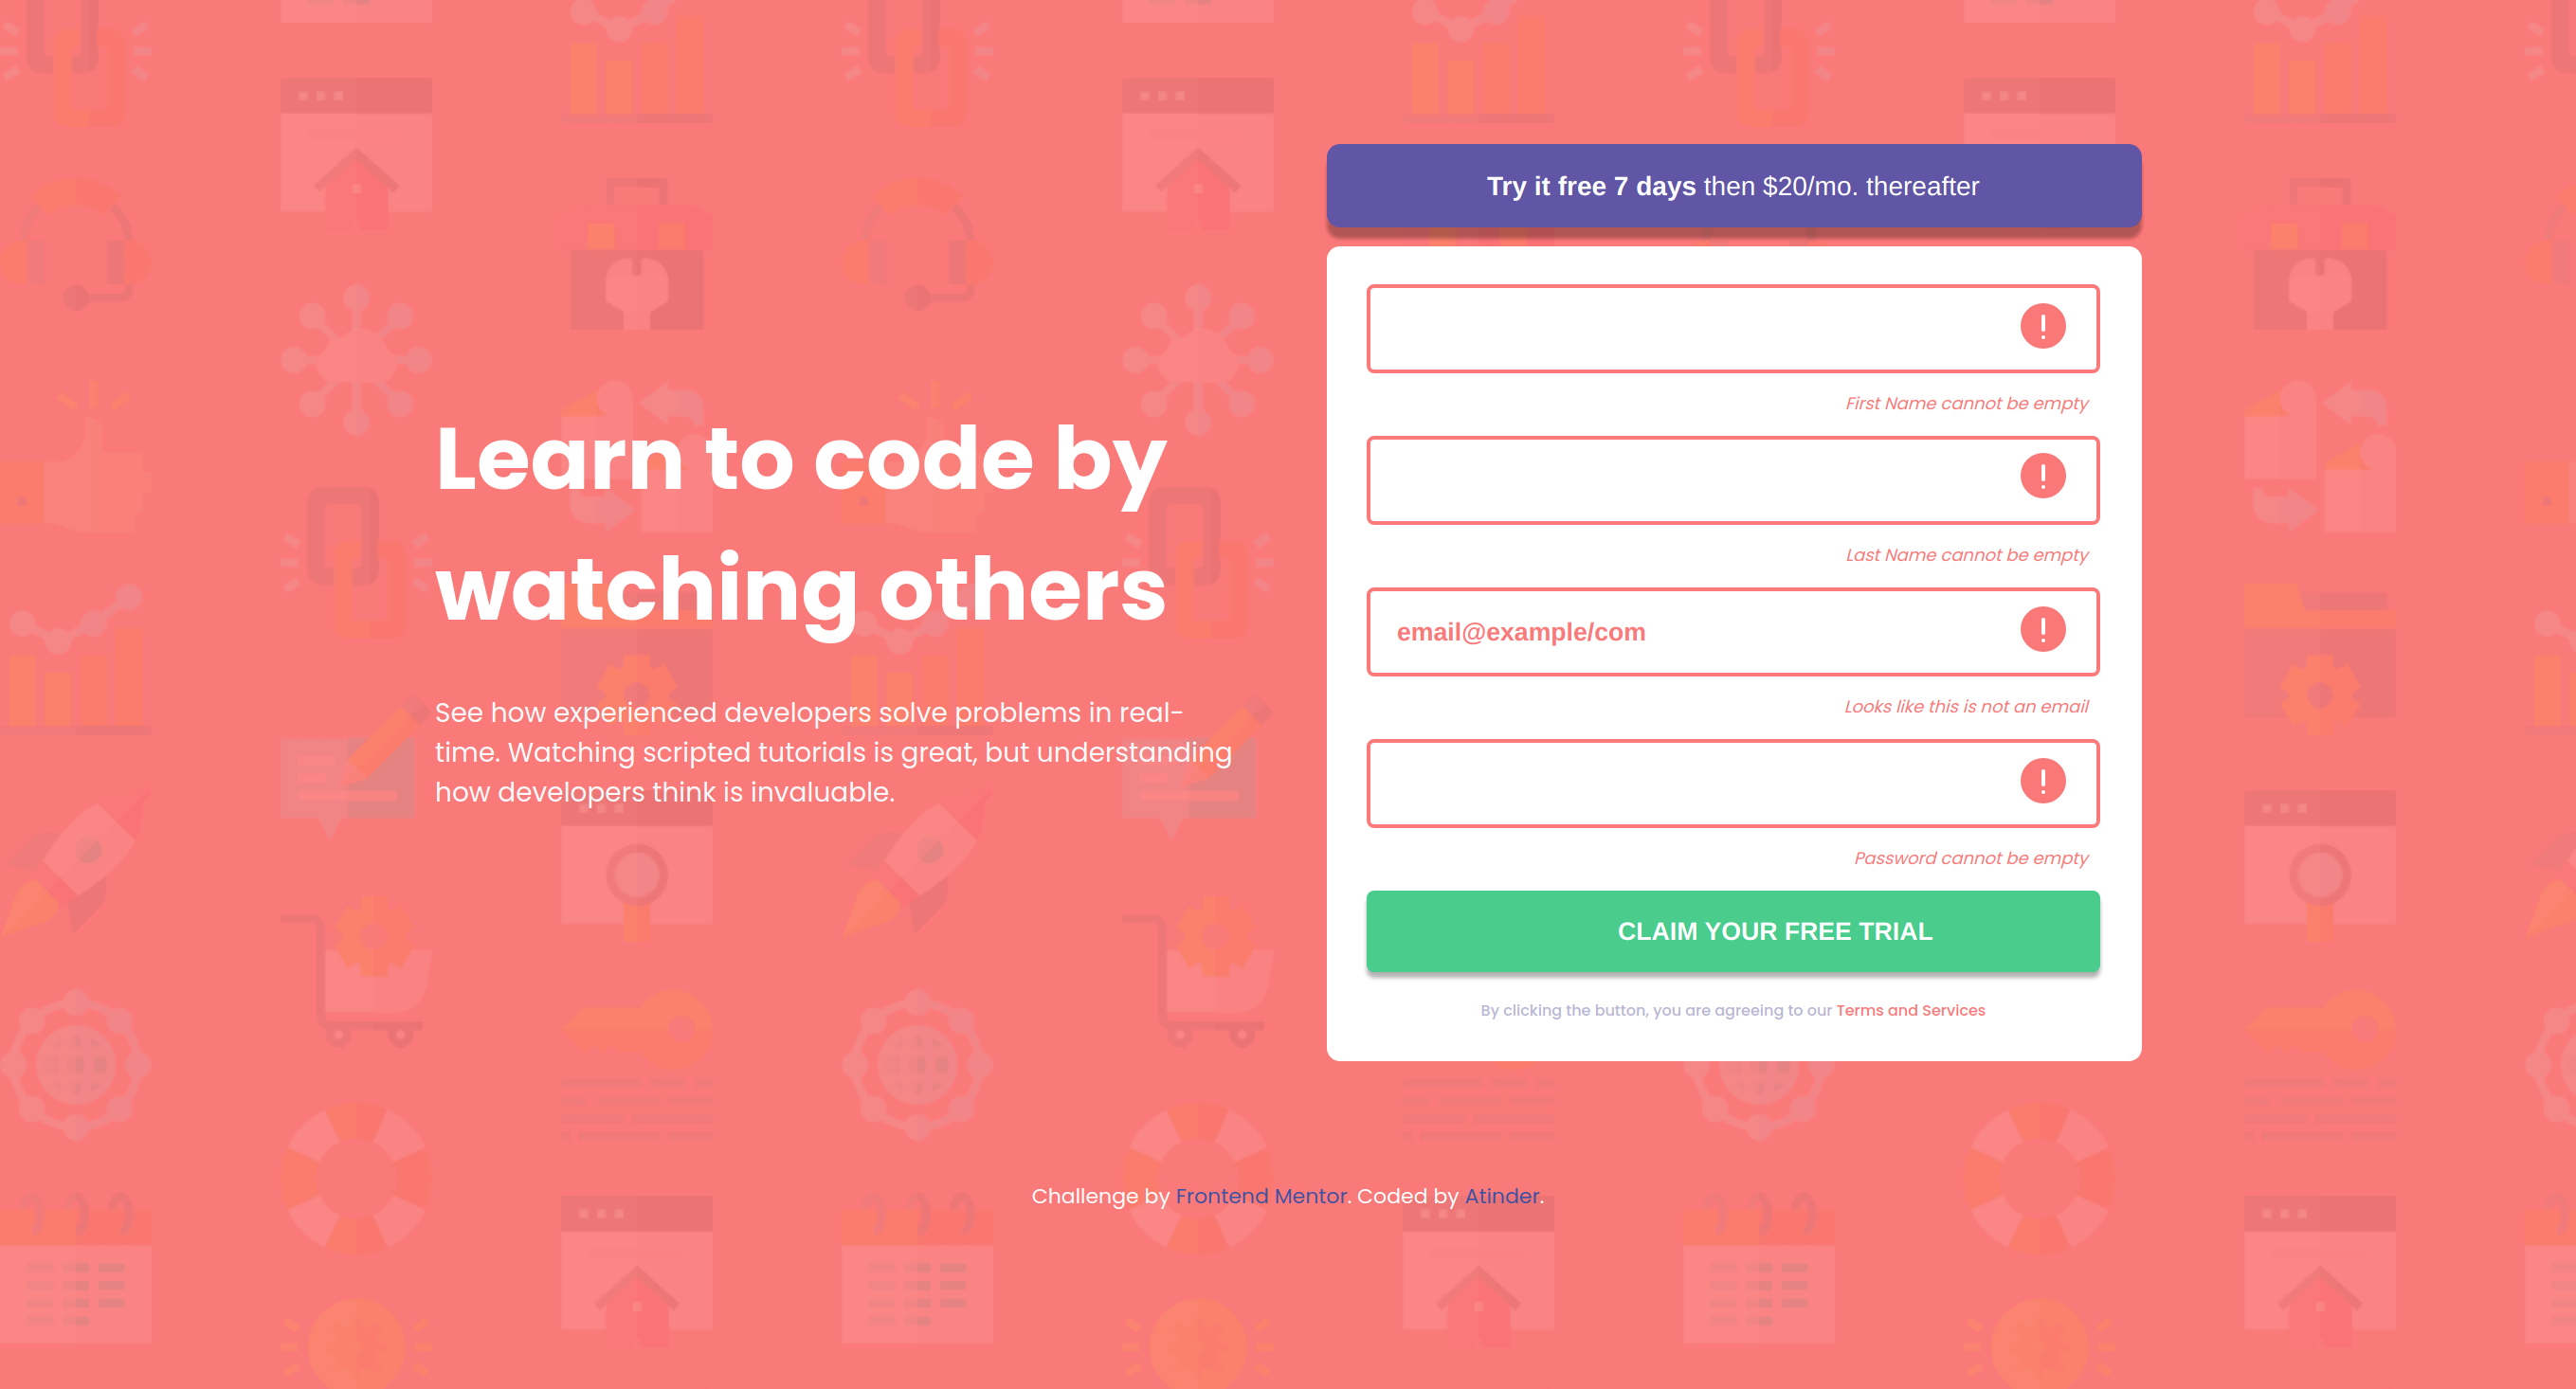 Learn to code by
watching others
See how experienced developers solve problems in real-
time. Watching scripted tutorials is great, but understanding
how developers think is invaluable.
Try it free 7 days then $20/mo. thereafter
First Name cannot be empty
Last Name cannot be empty
email@example/com
Looks like this is not an email
Password cannot be empty
CLAIM YOUR FREE TRIAL
By clicking the button, you are agreeing to our Terms and Services
Challenge by Frontend Mentor. Coded by Atinder.